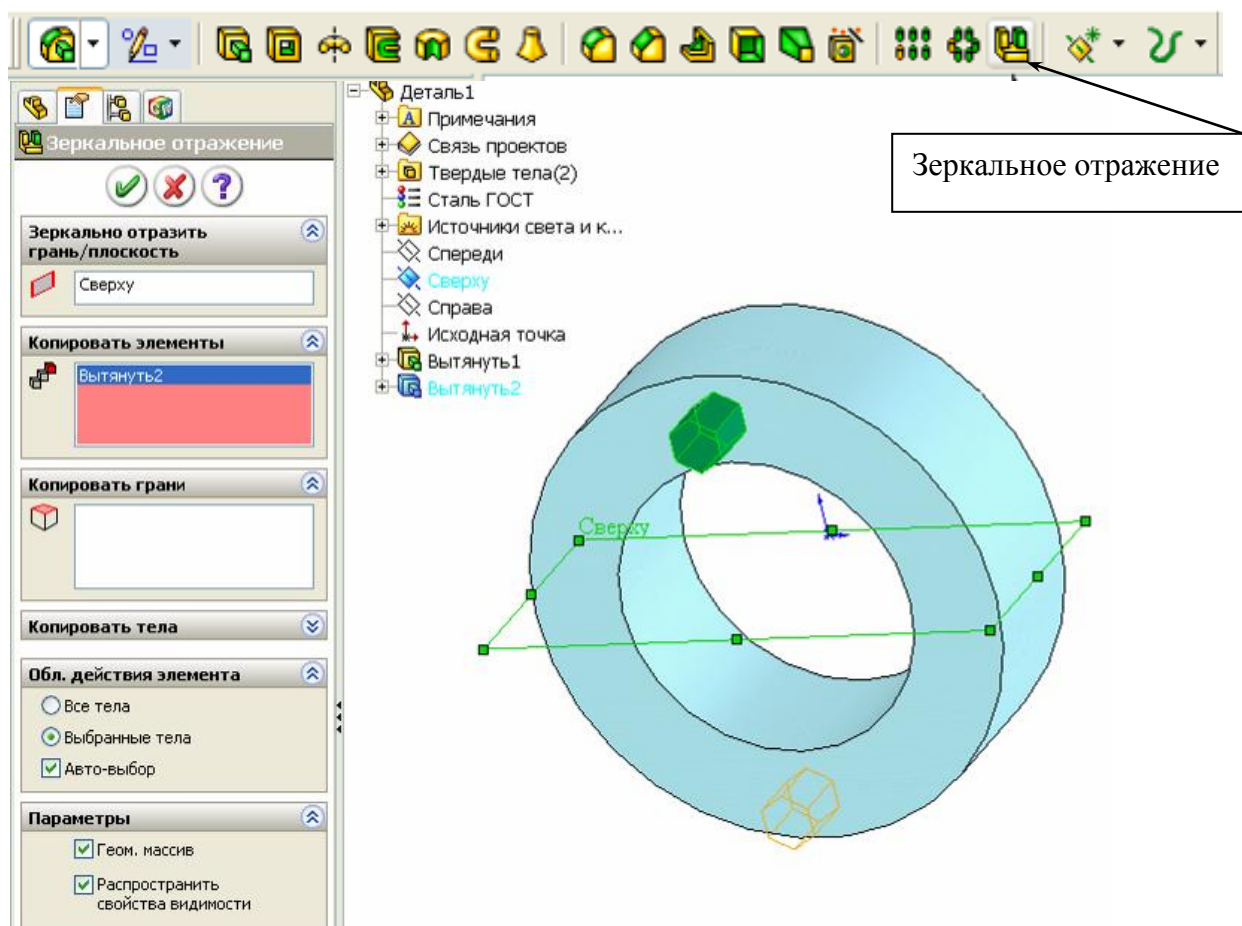 Деталь1
Примечания
Связь проектов
Твердые тела(2)
Сталь ГОСТ
Источники света и к...
Спереди
Сверху
Справа
Исходная точка
Вытянуть1
Вытянуть2
Зеркальное отражение
Зеркальное отражение
Зеркально отразить
грань/плоскость
Сверху
Копировать элементы
Вытянуть2
Копировать грани
Копировать тела
Обл. действия элемента
Все тела
Выбранные тела
Авто-выбор
Параметры
Геом. массив
Распространить
свойства видимости
Сверху